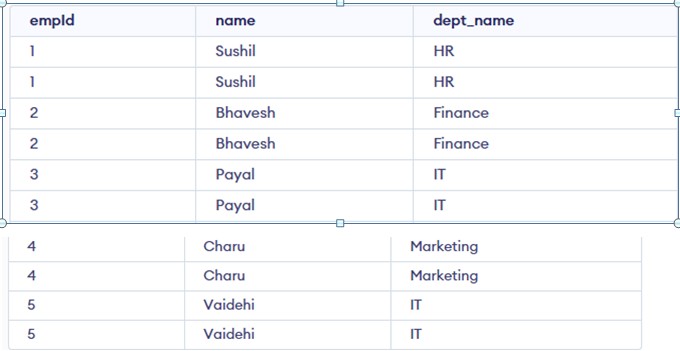 empId name dept_name
1 Sushil HR
1 Sushil HR
2 Bhavesh Finance
2 Bhavesh Finance
3 Payal IT
3 Payal IT
4 Charu Marketing
4 Charu Marketing
5 Vaidehi IT
5 Vaidehi IT